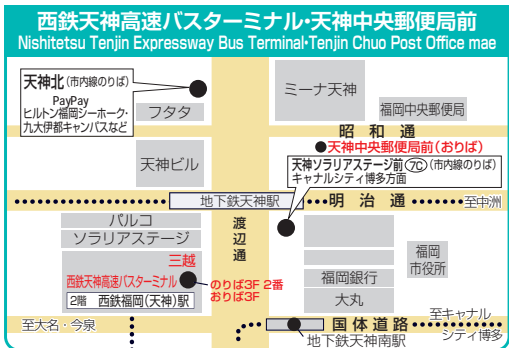 西鉄天神高速バスターミナル・天神中央郵便局前
Nishitetsu Tenjin Expressway Bus Terminal・Tenjin Chuo Post Office mae
天神北(市内線のりば)
PayPay
ヒルトン福岡シーホーク・
九大伊都キャンパスなど
フタタ
ミーナ天神
福岡中央郵便局
昭和通
天神中央郵便局前(おりば)
天神ビル
天神ソラリアステージ前 7C (市内線のりば)
キャナルシティ博多方面
地下鉄天神駅
明治通
至中洲
パルコ
ソラリアステージ
渡辺通
三越
西鉄天神高速バスターミナル
のりば3F 2番
おりば3F
2階 西鉄福岡(天神)駅
福岡
市役所
福岡銀行
大丸
至大名・今泉
国体道路
至キャナル
シティ博多
地下鉄天神南駅